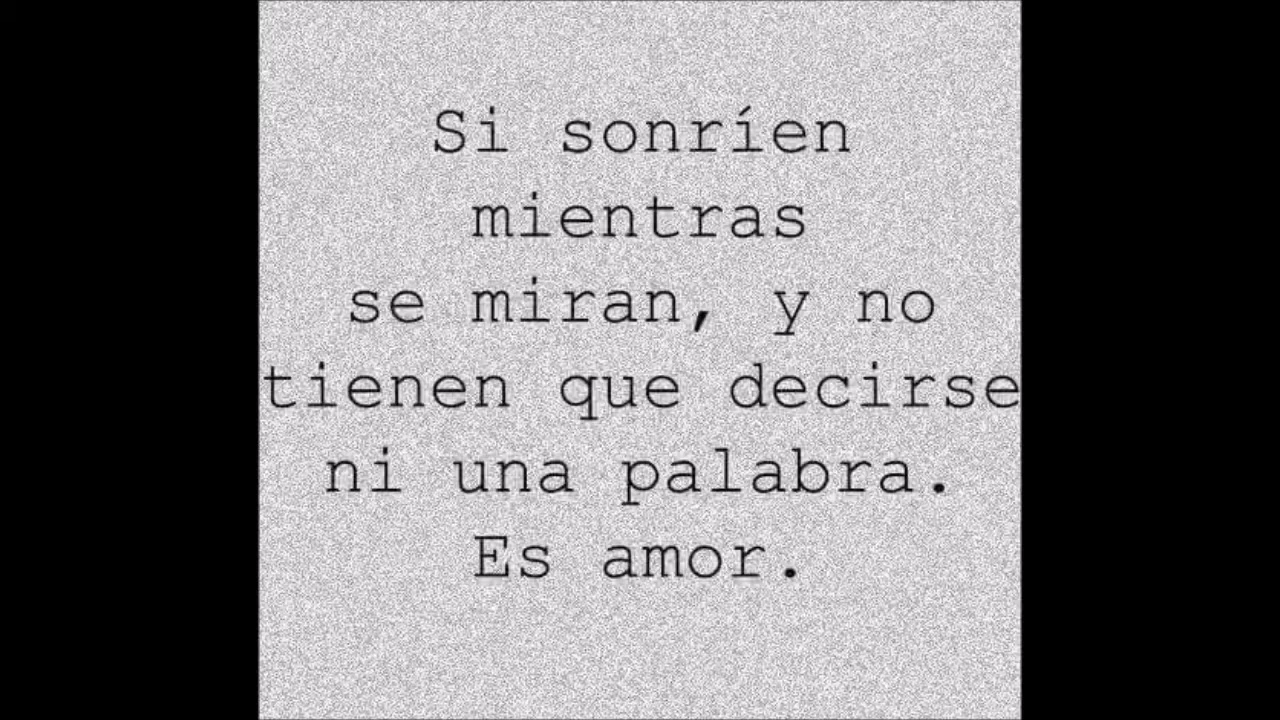 Si sonríen
mientras
se miran, y no
tienen que decirse
ni una palabra.
Es amor.